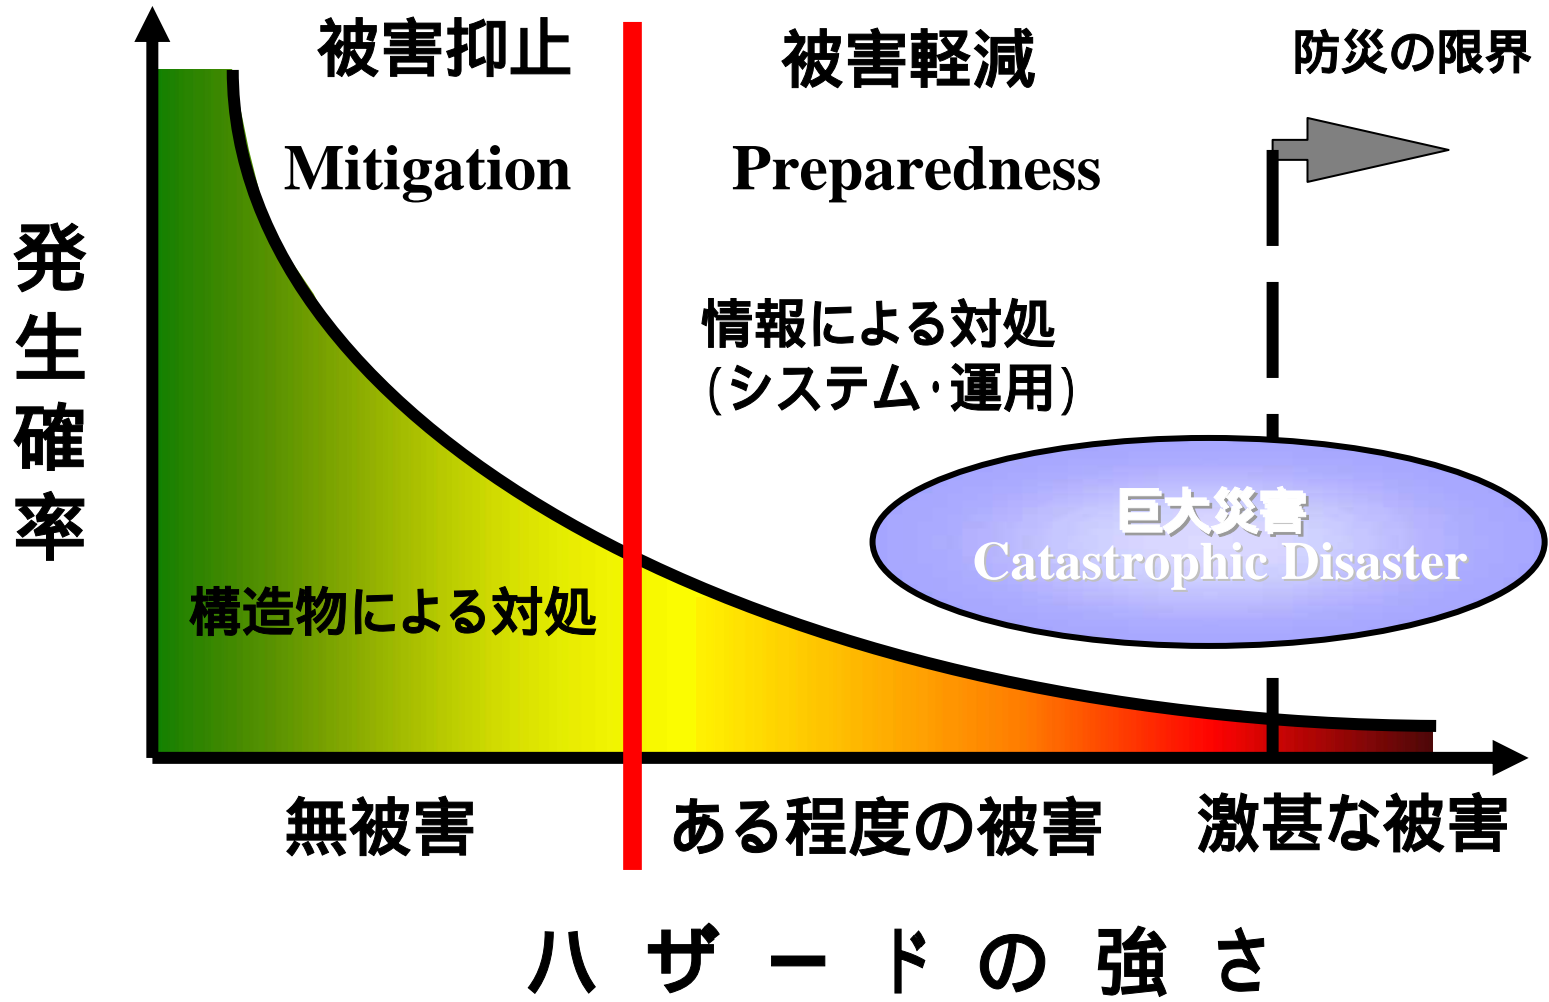 被害抑止
被害軽減
防災の限界
Mitigation
Preparedness
発生確率
情報による対処
(システム・運用)
巨大災害
Catastrophic Disaster
構造物による対処
無被害
ある程度の被害
激甚な被害
ハザードの強さ